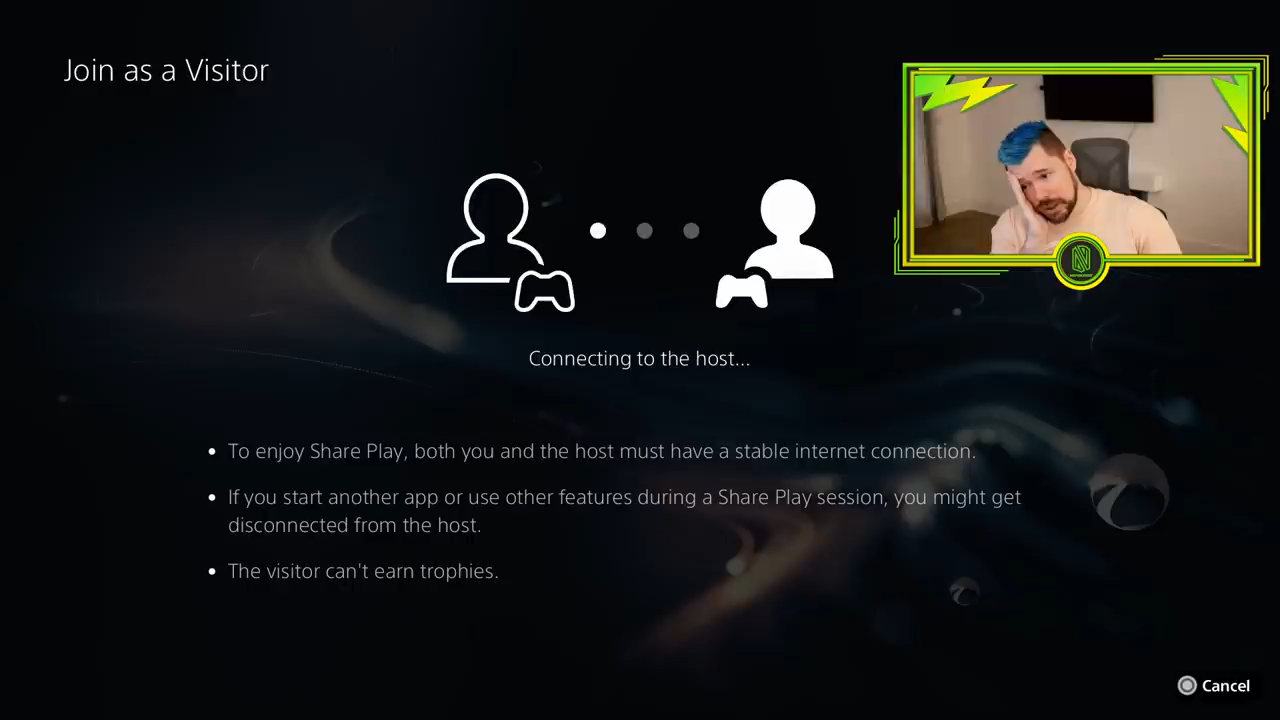 Join as a Visitor
Connecting to the host...
• To enjoy Share Play, both you and the host must have a stable internet connection.
• If you start another app or use other features during a Share Play session, you might get
disconnected from the host.
• The visitor can't earn trophies.
Cancel